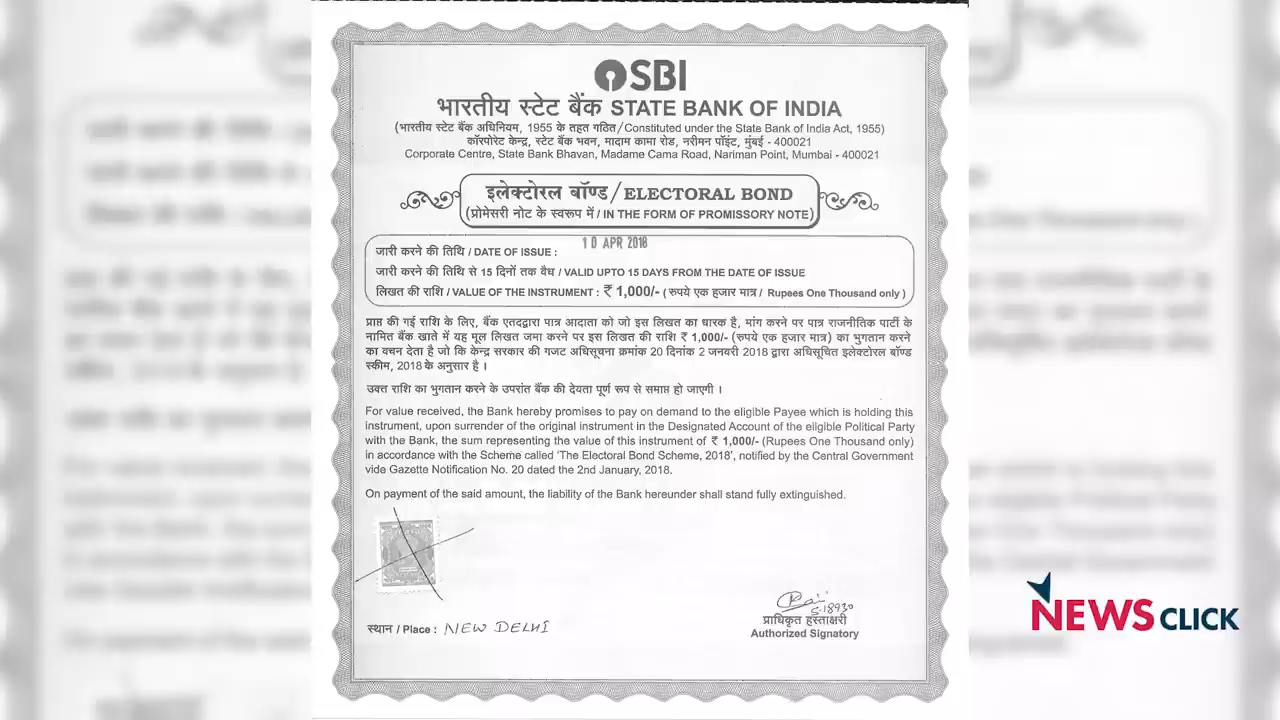 SBI
भारतीय स्टेट बैंक STATE BANK OF INDIA
(भारतीय स्टेट बैंक अधिनियम, 1955 के तहत गठित/Constituted under the State Bank of India Act, 1955)
कॉरपोरेट केन्द्र, स्टेट बैंक भवन, मादाम कामा रोड, नरीमन पॉइंट, मुंबई - 400021
Corporate Centre, State Bank Bhavan, Madame Cama Road, Nariman Point, Mumbai - 400021
इलेक्टोरल बॉण्ड/ELECTORAL BOND
(प्रोमेसरी नोट के स्वरूप में/IN THE FORM OF PROMISSORY NOTE)
10 APR 2018
जारी करने की तिथि / DATE OF ISSUE :
जारी करने की तिथि से 15 दिनों तक वैध / VALID UPTO 15 DAYS FROM THE DATE OF ISSUE
लिखत की राशि / VALUE OF THE INSTRUMENT : ₹ 1,000/- (रुपये एक हजार मात्र / Rupees One Thousand only)
प्राप्त की गई राशि के लिए, बैंक एतदद्वारा पात्र आदाता को जो इस लिखत का धारक है, मांग करने पर पात्र राजनीतिक पार्टी के
नामित बैंक खाते में यह मूल लिखत जमा करने पर इस लिखत की राशि ₹ 1,000/- (रूपये एक हजार मात्र) का भुगतान करने
का वचन देता है जो कि केन्द्र सरकार की गजट अधिसूचना क्रमांक 20 दिनांक 2 जनवरी 2018 द्वारा अधिसूचित इलेक्टोरल बॉण्ड
स्कीम, 2018 के अनुसार है ।
उक्त राशि का भुगतान करने के उपरांत बैंक की देयता पूर्ण रूप से समाप्त हो जाएगी ।
For value received, the Bank hereby promises to pay on demand to the eligible Payee which is holding this
instrument, upon surrender of the original instrument in the Designated Account of the eligible Political Party
with the Bank, the sum representing the value of this instrument of ₹ 1,000/- (Rupees One Thousand only)
in accordance with the Scheme called 'The Electoral Bond Scheme, 2018', notified by the Central Government
vide Gazette Notification No. 20 dated the 2nd January, 2018.
On payment of the said amount, the liability of the Bank hereunder shall stand fully extinguished.
S-18930
स्थान / Place : NEW DELHI
प्राधिकृत हस्ताक्षरी
Authorized Signatory
NEWSCLICK